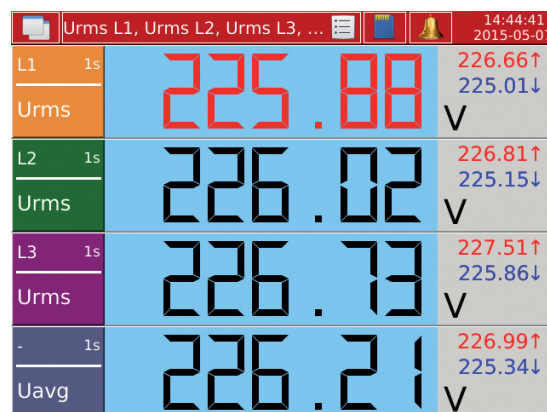 Urms L1, Urms L2, Urms L3, ...
14:44:41
2015-05-07
L1 1s
Urms
225.88
226.66↑
225.01↓
V
L2 1s
Urms
226.02
226.81↑
225.15↓
V
L3 1s
Urms
226.73
227.51↑
225.86↓
V
- 1s
Uavg
226.21
226.99↑
225.34↓
V